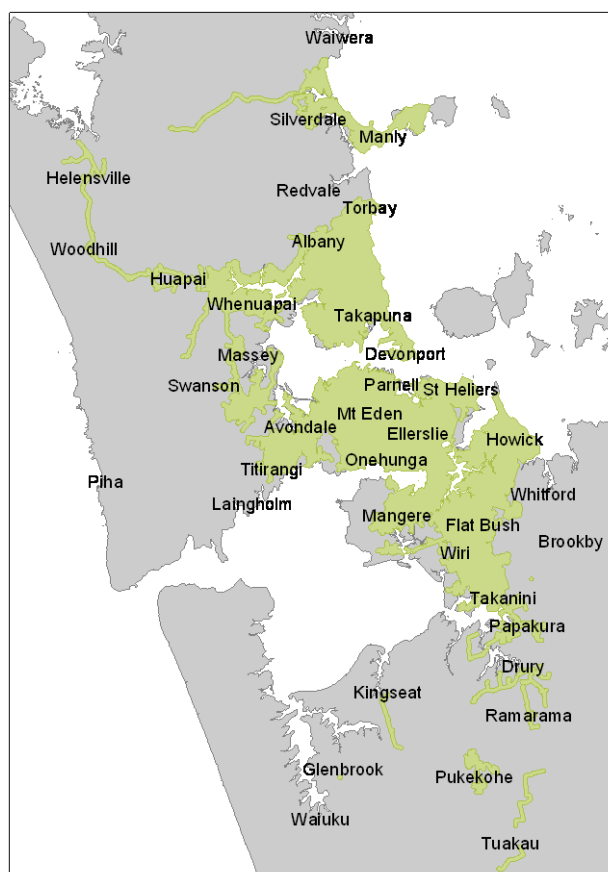 Waiwera
Silverdale
Manly
Helensville
Redvale
Torbay
Albany
Woodhill
Huapai
Whenuapai
Takapuna
Massey
Devonport
Swanson
Parnell
St Heliers
Mt Eden
Avondale
Ellerslie
Howick
Titirangi
Onehunga
Piha
Laingholm
Whitford
Mangere
Flat Bush
Brookby
Wiri
Takanini
Papakura
Drury
Kingseat
Ramarama
Glenbrook
Pukekohe
Waiuku
Tuakau